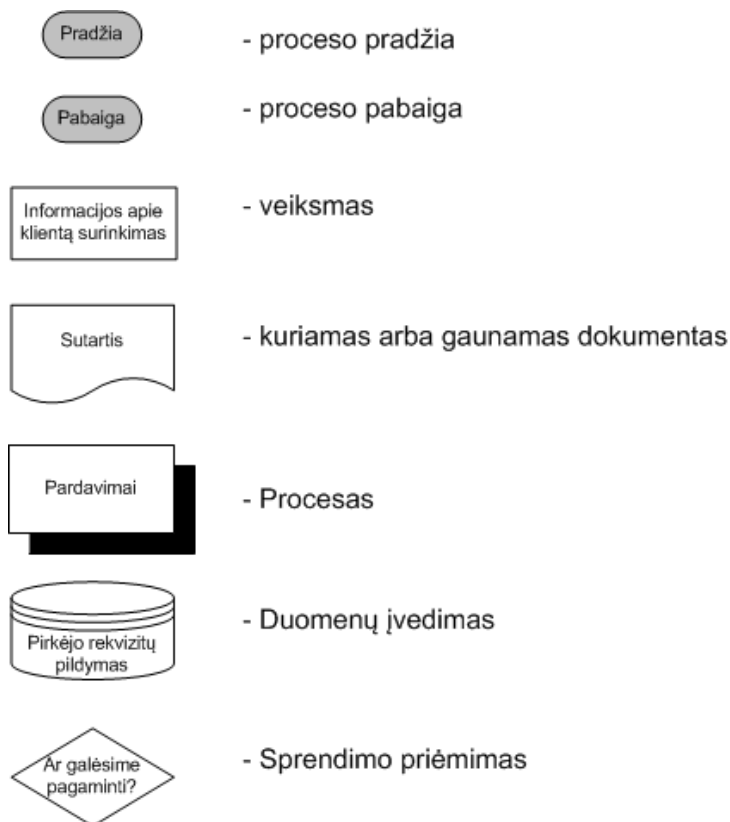 Pradžia
- proceso pradžia
Pabaiga
- proceso pabaiga
Informacijos apie
klientą surinkimas
- veiksmas
Sutartis
- kuriamas arba gaunamas dokumentas
Pardavimai
- Procesas
Pirkėjo rekvizitų
pildymas
- Duomenų įvedimas
Ar galėsime
pagaminti?
- Sprendimo priėmimas